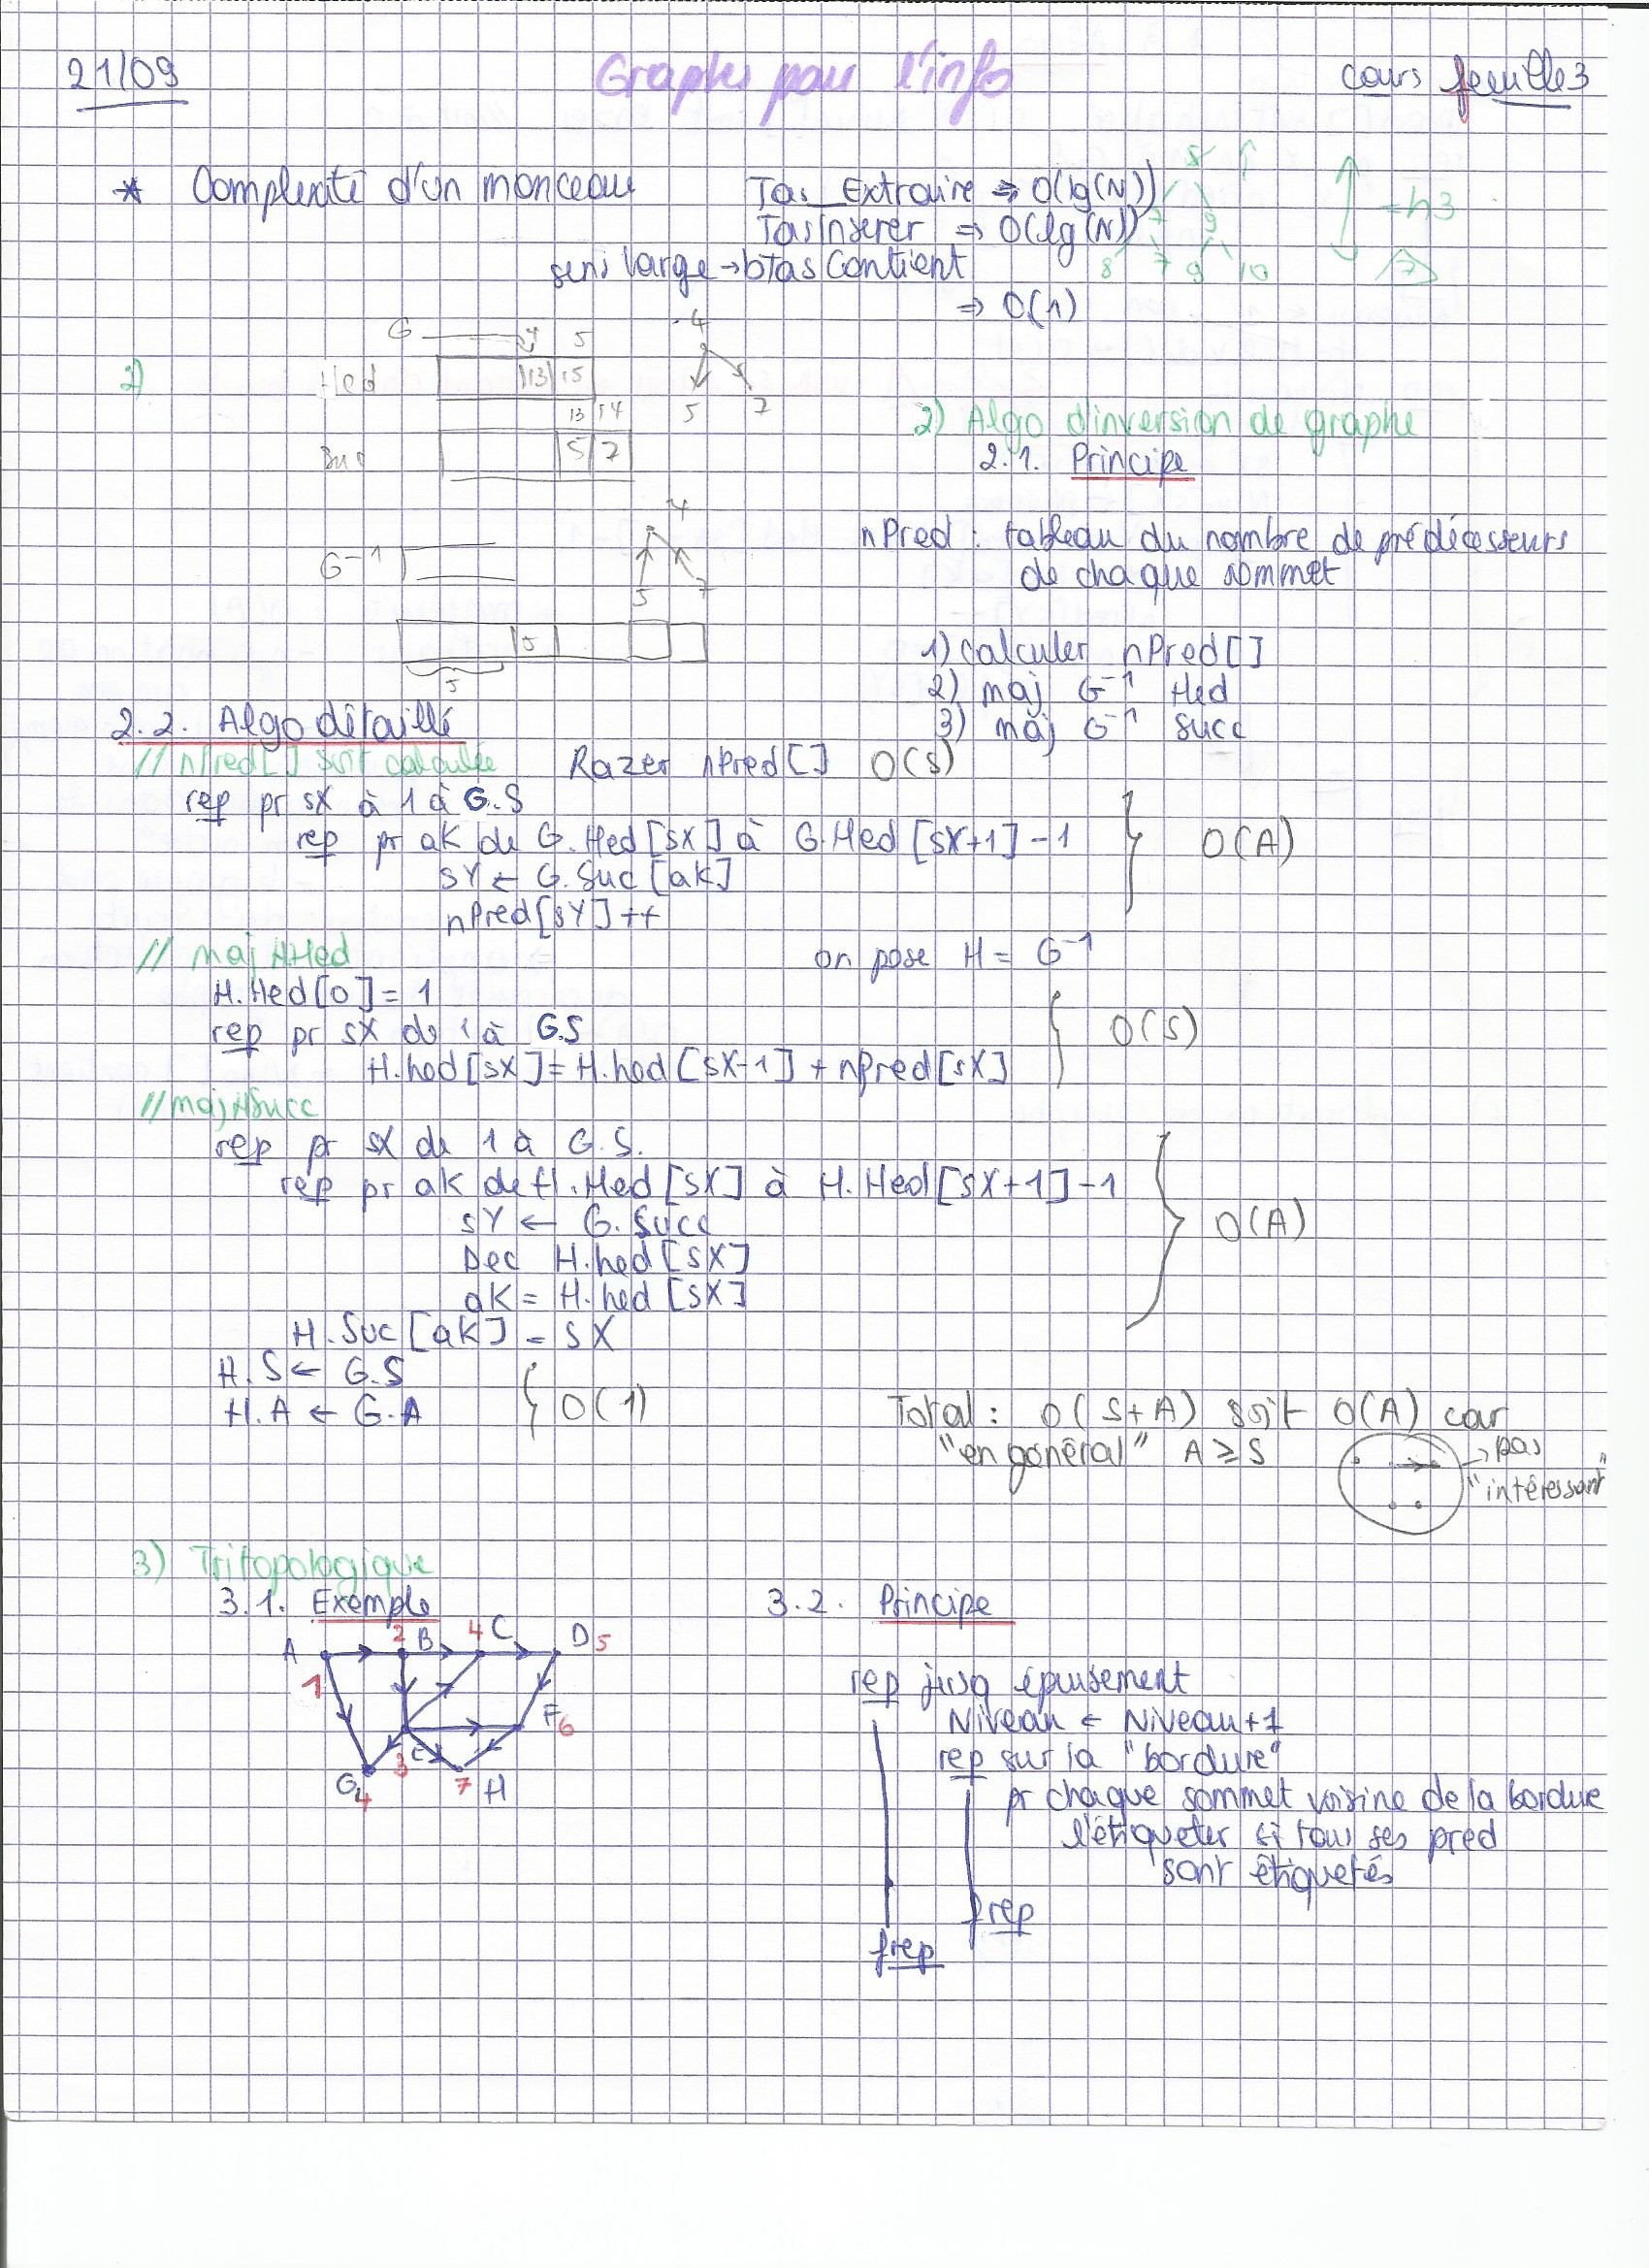 21/09
Graphes pour l'info
cours feuille 3
* Complexité d'un monceau
Tas_Extraire ⇒ O(lg(N))
TasInserer ⇒ O(lg(N))
sens large → bTasContient
⇒ O(1)
5
7 9
8 7 9 10
= h3
7
G
4 5
Hed 13 15
13 14
Suc 5 7
4
5 7
G⁻¹
4
5 7
5
5
2) Algo d'inversion de graphe
2.1. Principe
nPred : tableau du nombre de prédécesseurs
de chaque sommet
1) calculer nPred[]
2) maj G⁻¹ Hed
3) maj G⁻¹ Succ
2.2. Algo détaillé
// nPred[] soit calculée Razer nPred[] O(S)
rep pr sX à 1 à G.S
rep pr aK de G.Hed[sX] à G.Hed[sX+1]-1
sY ← G.Suc[aK]
nPred[sY]++
O(A)
// maj HHed
on pose H = G⁻¹
H.Hed[0] = 1
rep pr sX de 1 à G.S
H.hed[sX] = H.hed[sX-1] + nPred[sX]
O(S)
// maj HSucc
rep pr sX de 1 à G.S.
rep pr aK de H.Hed[sX] à H.Hed[sX+1]-1
sY ← G.Succ
Dec H.hed[sX]
aK = H.hed[sX]
H.Suc[aK] = sX
O(A)
H.S ← G.S
H.A ← G.A
O(1)
Total : O(S+A) soit O(A) car
"en général" A ≥ S
→ pas
"intéressant"
3) Tri topologique
3.1. Exemple
A 1 B 2 C 4 D 5
E 3 F 6
G 4 H 7
3.2. Principe
rep jusq épuisement
Niveau ← Niveau+1
rep sur la "bordure"
pr chaque sommet voisine de la bordure
l'étiqueter si tous ses pred
sont étiquetés
frep
frep